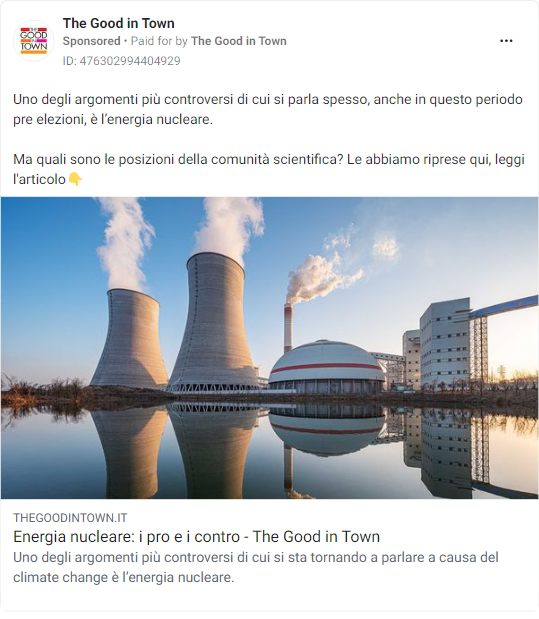 The Good in Town
Sponsored • Paid for by The Good in Town
ID: 476302994404929
THE
GOOD
IN
TOWN
Uno degli argomenti più controversi di cui si parla spesso, anche in questo periodo
pre elezioni, è l’energia nucleare.
Ma quali sono le posizioni della comunità scientifica? Le abbiamo riprese qui, leggi
l'articolo👇
THEGOODINTOWN.IT
Energia nucleare: i pro e i contro - The Good in Town
Uno degli argomenti più controversi di cui si sta tornando a parlare a causa del
climate change è l’energia nucleare.